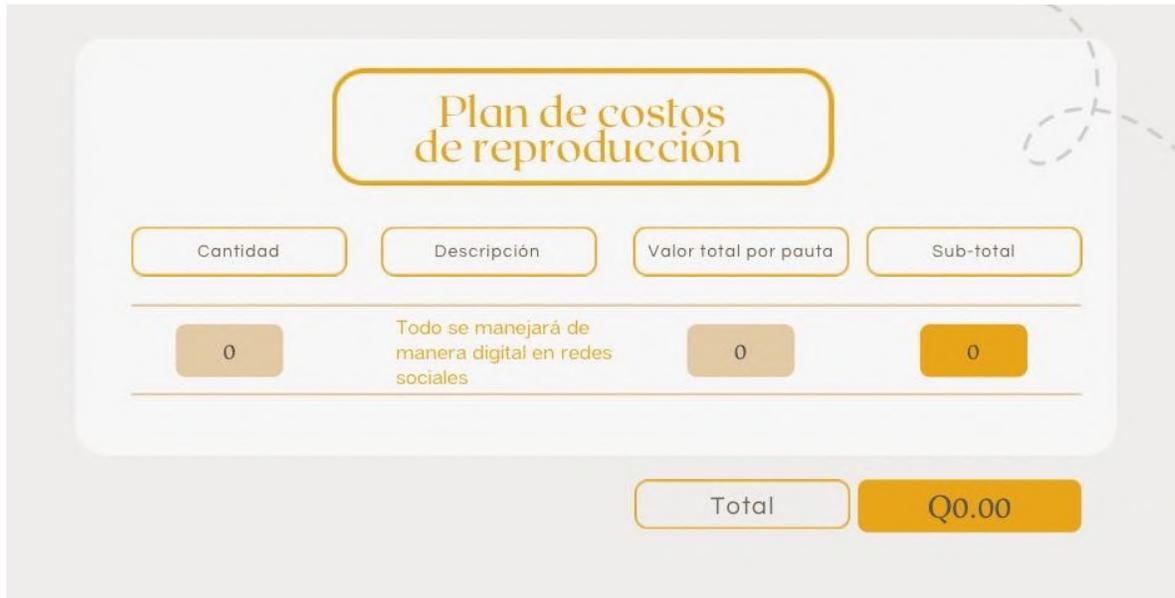 Plan de costos
de reproducción
Cantidad
Descripción
Valor total por pauta
Sub-total
0
Todo se manejará de
manera digital en redes
sociales
0
0
Total
Q0.00